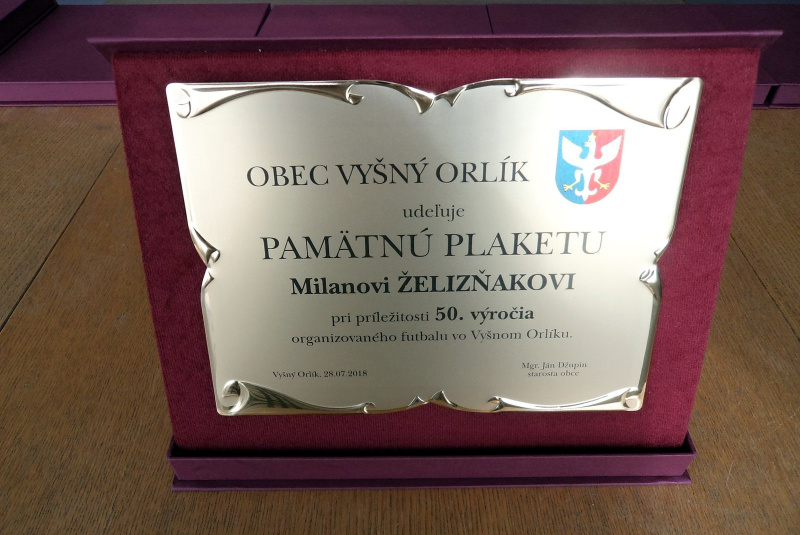 OBEC VYŠNÝ ORLÍK
udeľuje
PAMÄTNÚ PLAKETU
Milanovi ŽELIZŇAKOVI
pri príležitosti 50. výročia
organizovaného futbalu vo Vyšnom Orlíku.
Vyšný Orlík, 28.07.2018
Mgr. Ján Džupin
starosta obce